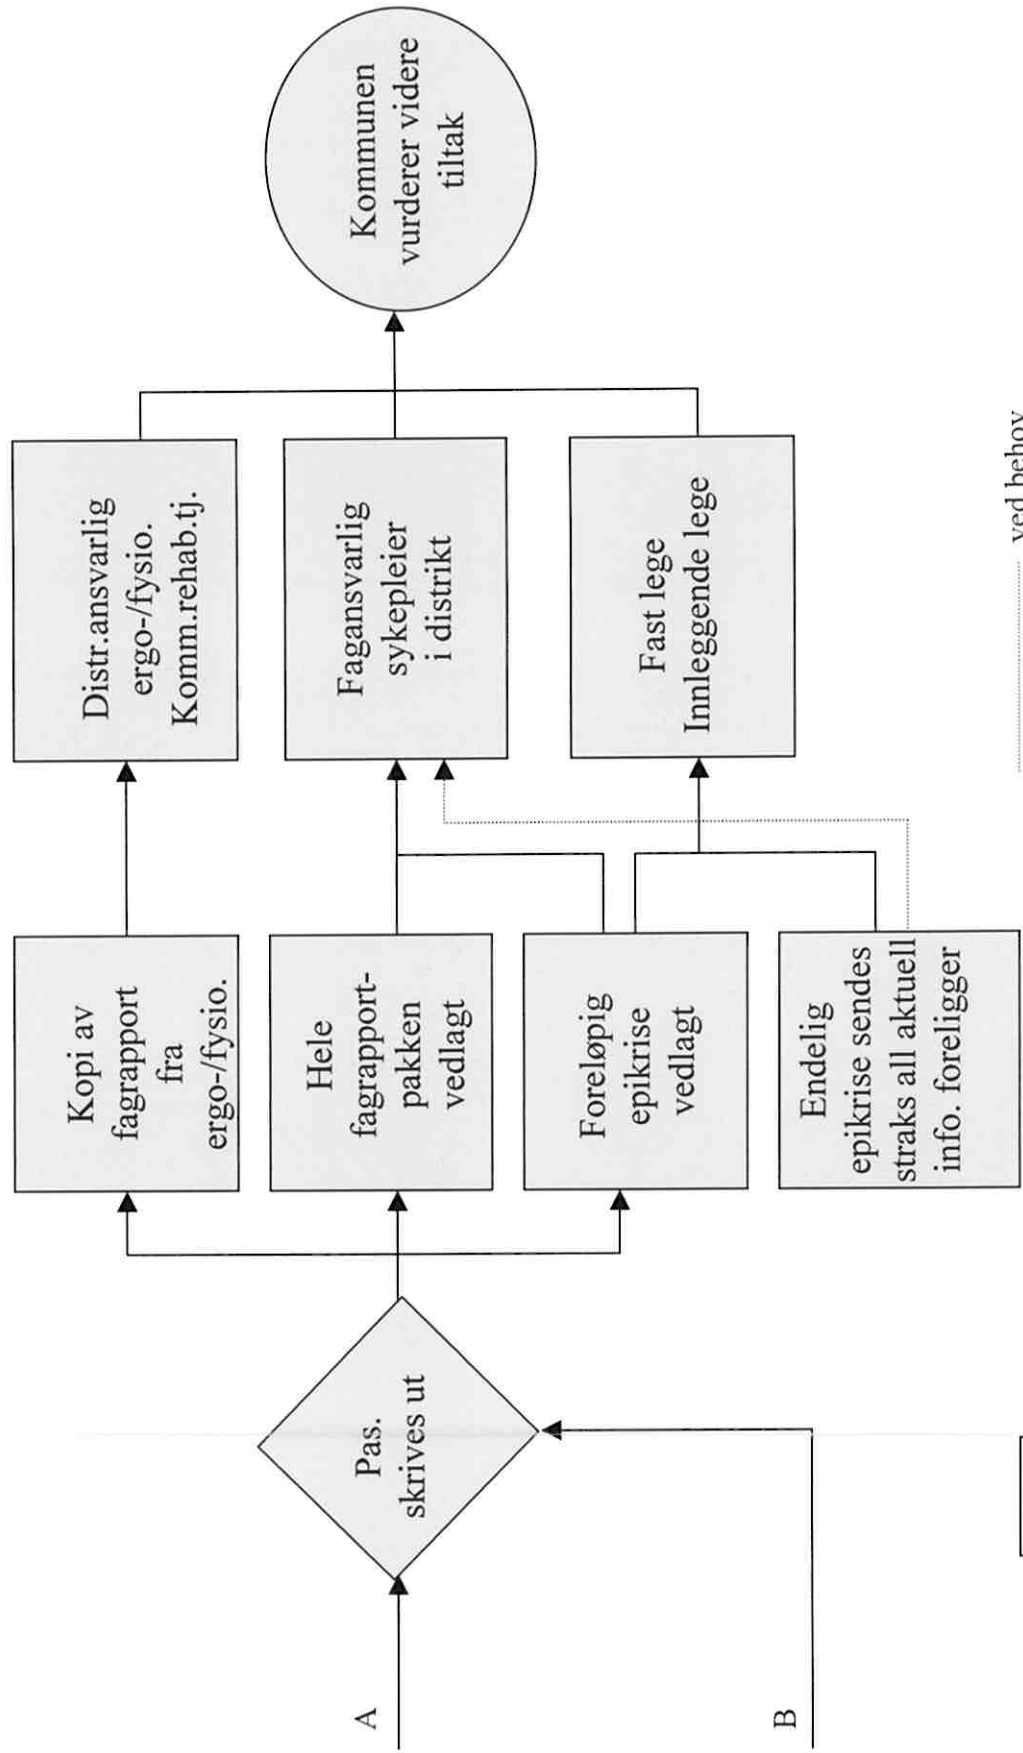 A
B
Pas.
skrives ut
Kopi av
fagrapport
fra
ergo-/fysio.
Hele
fagrapport-
pakken
vedlagt
Foreløpig
epikrise
vedlagt
Endelig
epikrise sendes
straks all aktuell
info. foreligger
Distr.ansvarlig
ergo-/fysio.
Komm.rehab.tj.
Fagansvarlig
sykepleier
i distrikt
Fast lege
Innleggende lege
Kommunen
vurderer videre
tiltak
ved behov